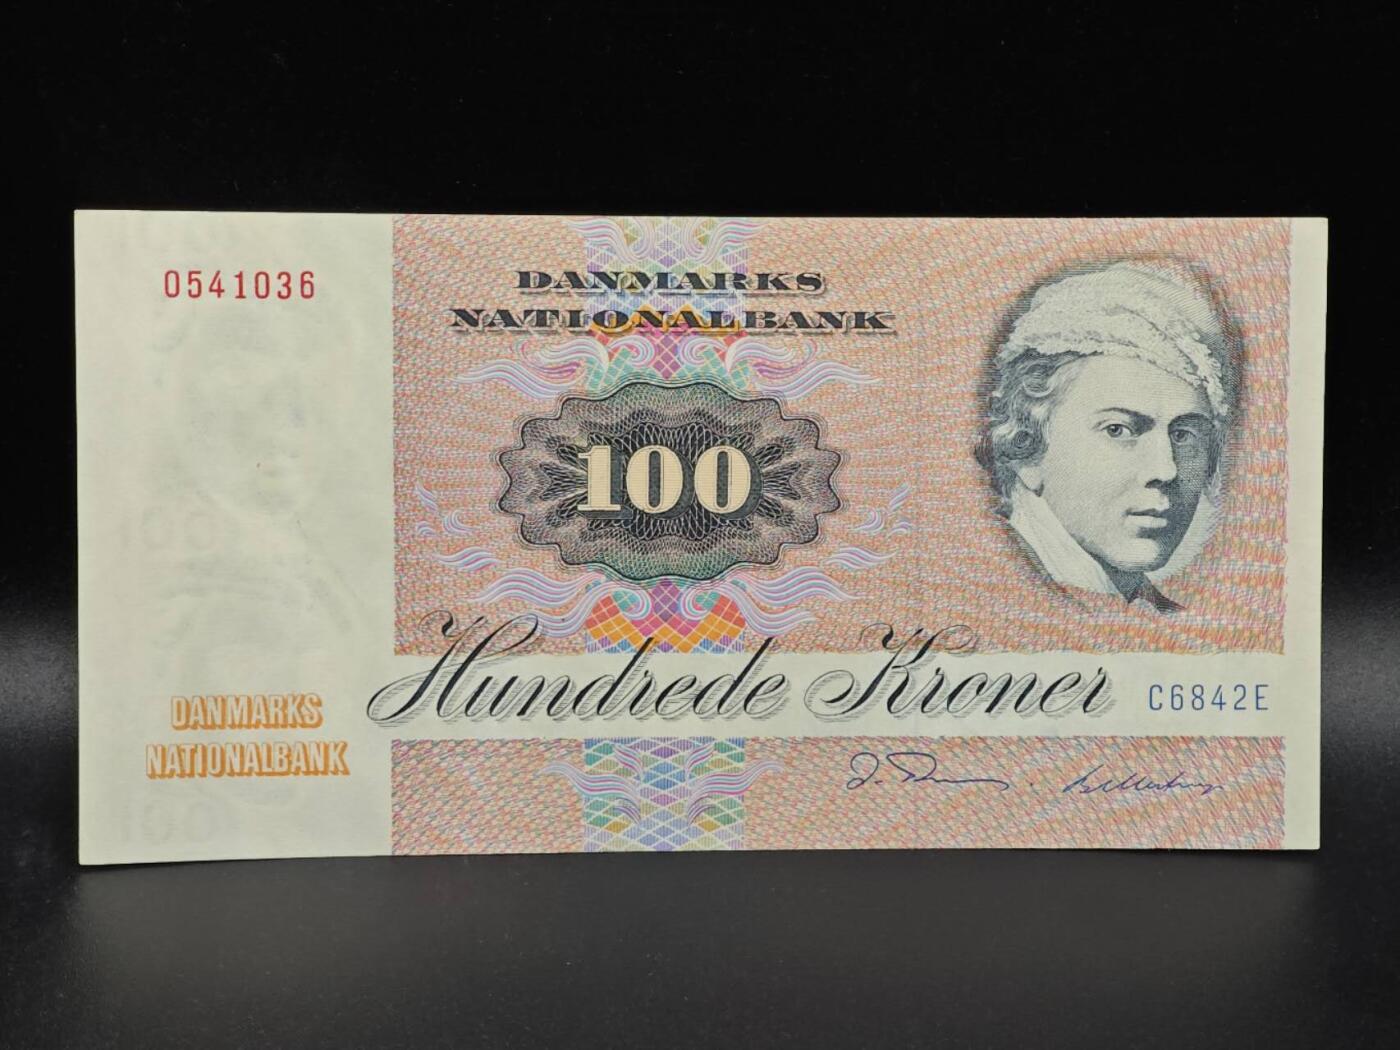 0541036
DANMARKS
NATIONALBANK
100
Hundrede Kroner
C6842E
DANMARKS
NATIONALBANK